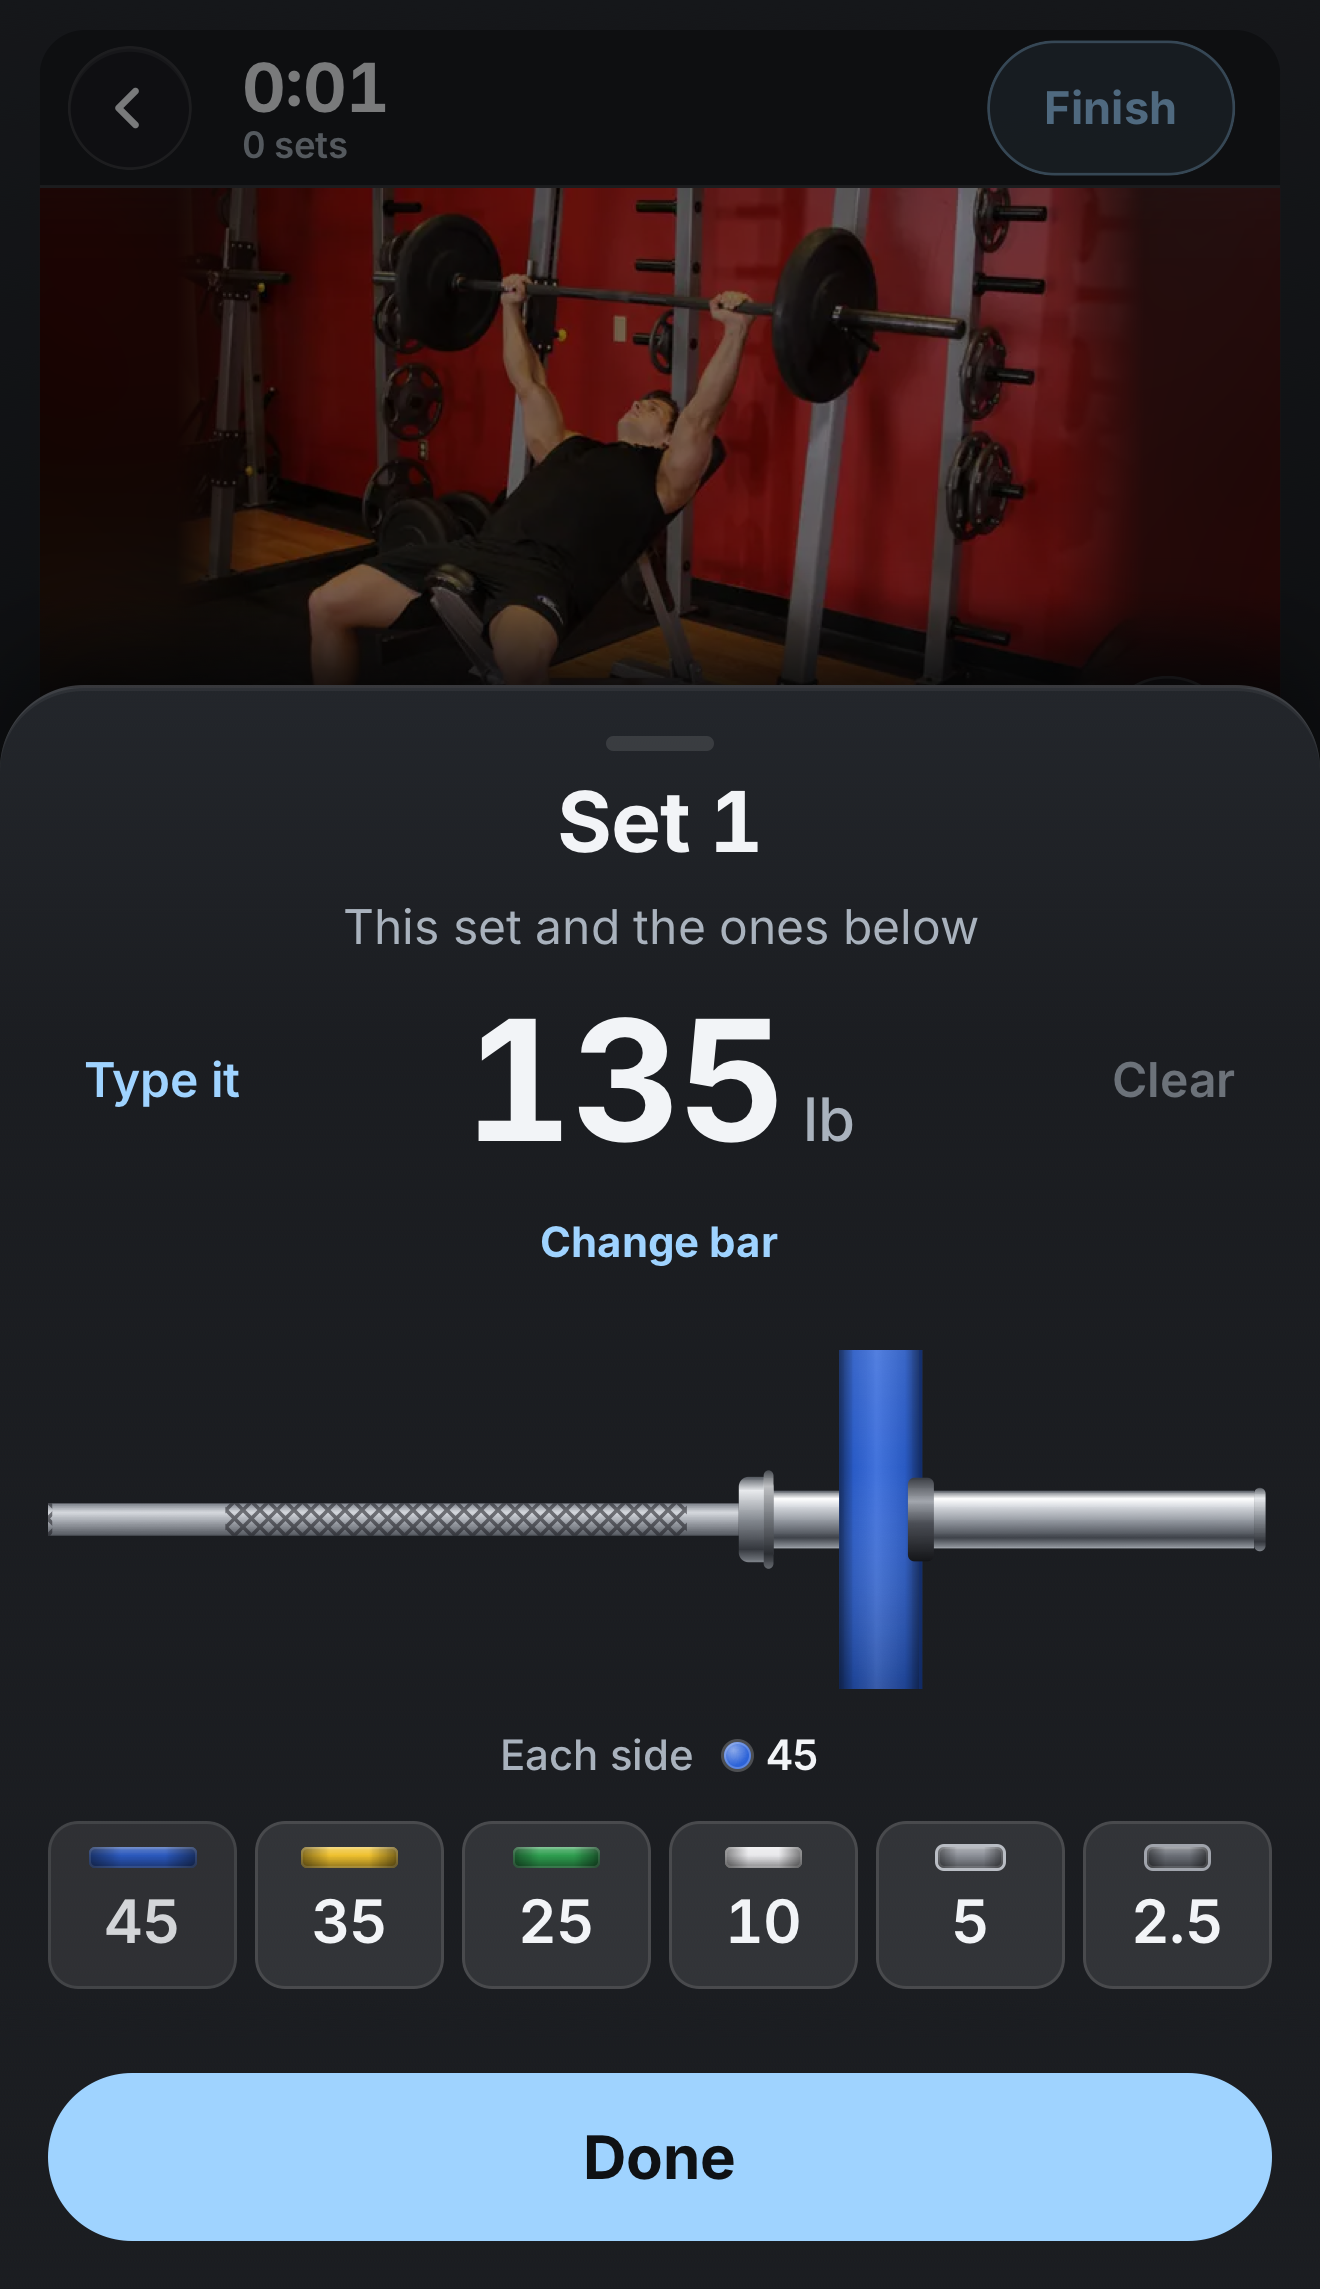 0:01
0 sets
Finish
Set 1
This set and the ones below
Type it
135 lb
Clear
Change bar
Each side 45
45
35
25
10
5
2.5
Done